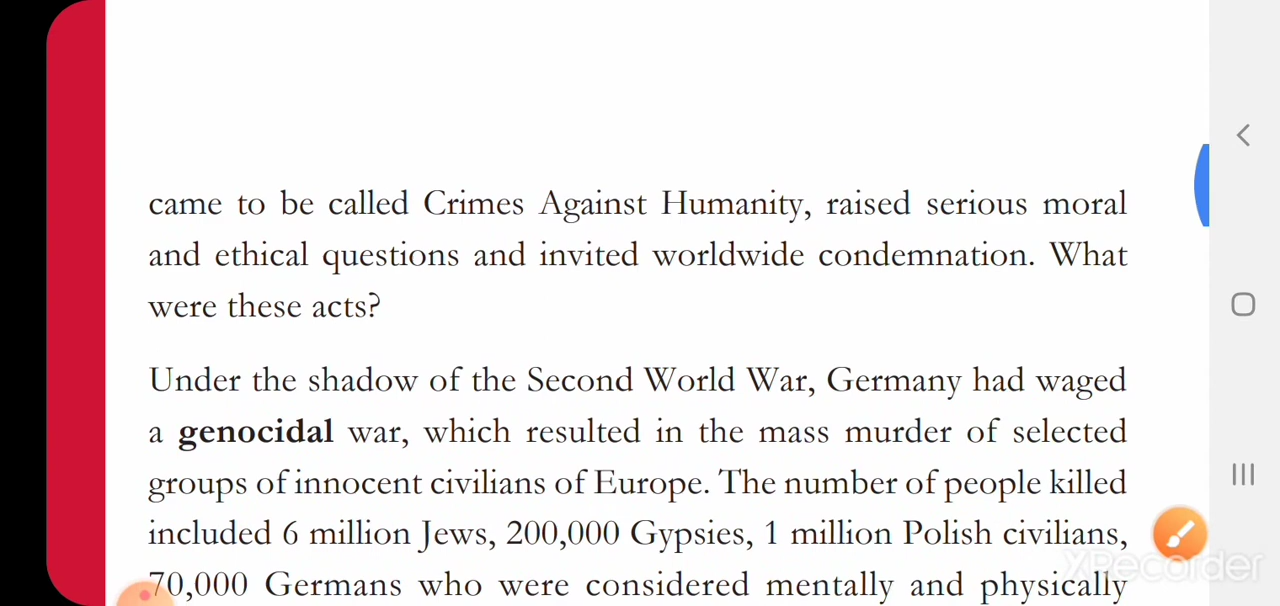 came to be called Crimes Against Humanity, raised serious moral
and ethical questions and invited worldwide condemnation. What
were these acts?
Under the shadow of the Second World War, Germany had waged
a genocidal war, which resulted in the mass murder of selected
groups of innocent civilians of Europe. The number of people killed
included 6 million Jews, 200,000 Gypsies, 1 million Polish civilians,
70,000 Germans who were considered mentally and physically
XRecorder